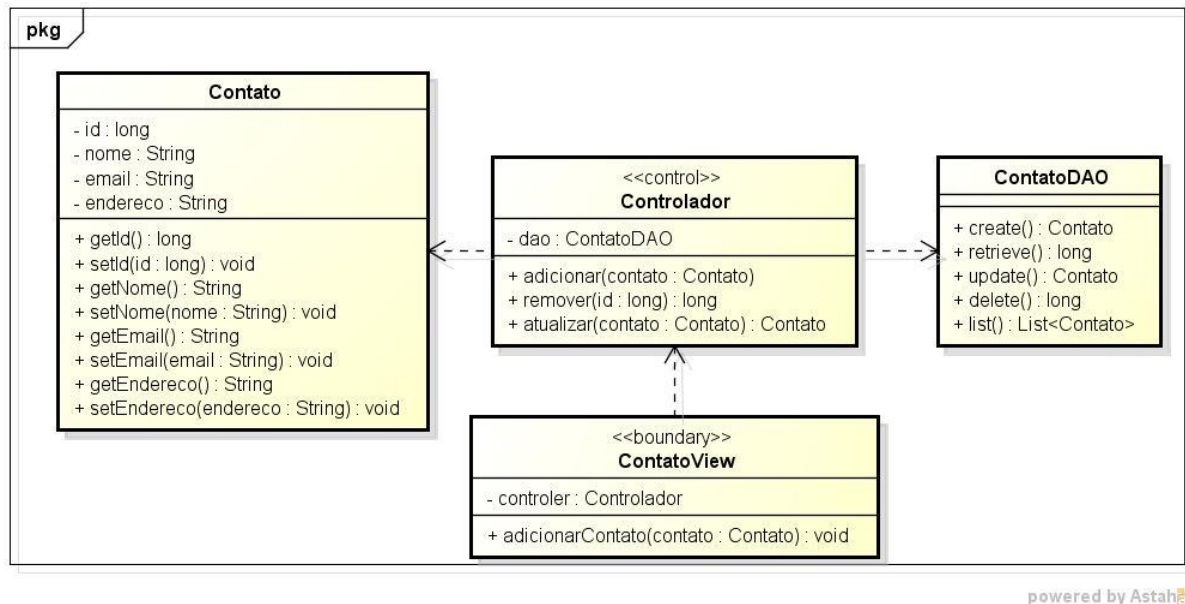 pkg
Contato
- id : long
- nome : String
- email : String
- endereco : String
+ getId() : long
+ setId(id : long) : void
+ getNome() : String
+ setNome(nome : String) : void
+ getEmail() : String
+ setEmail(email : String) : void
+ getEndereco() : String
+ setEndereco(endereco : String) : void
<<control>>
Controlador
- dao : ContatoDAO
+ adicionar(contato : Contato)
+ remover(id : long) : long
+ atualizar(contato : Contato) : Contato
ContatoDAO
+ create() : Contato
+ retrieve() : long
+ update() : Contato
+ delete() : long
+ list() : List<Contato>
<<boundary>>
ContatoView
- controler : Controlador
+ adicionarContato(contato : Contato) : void
powered by Astah